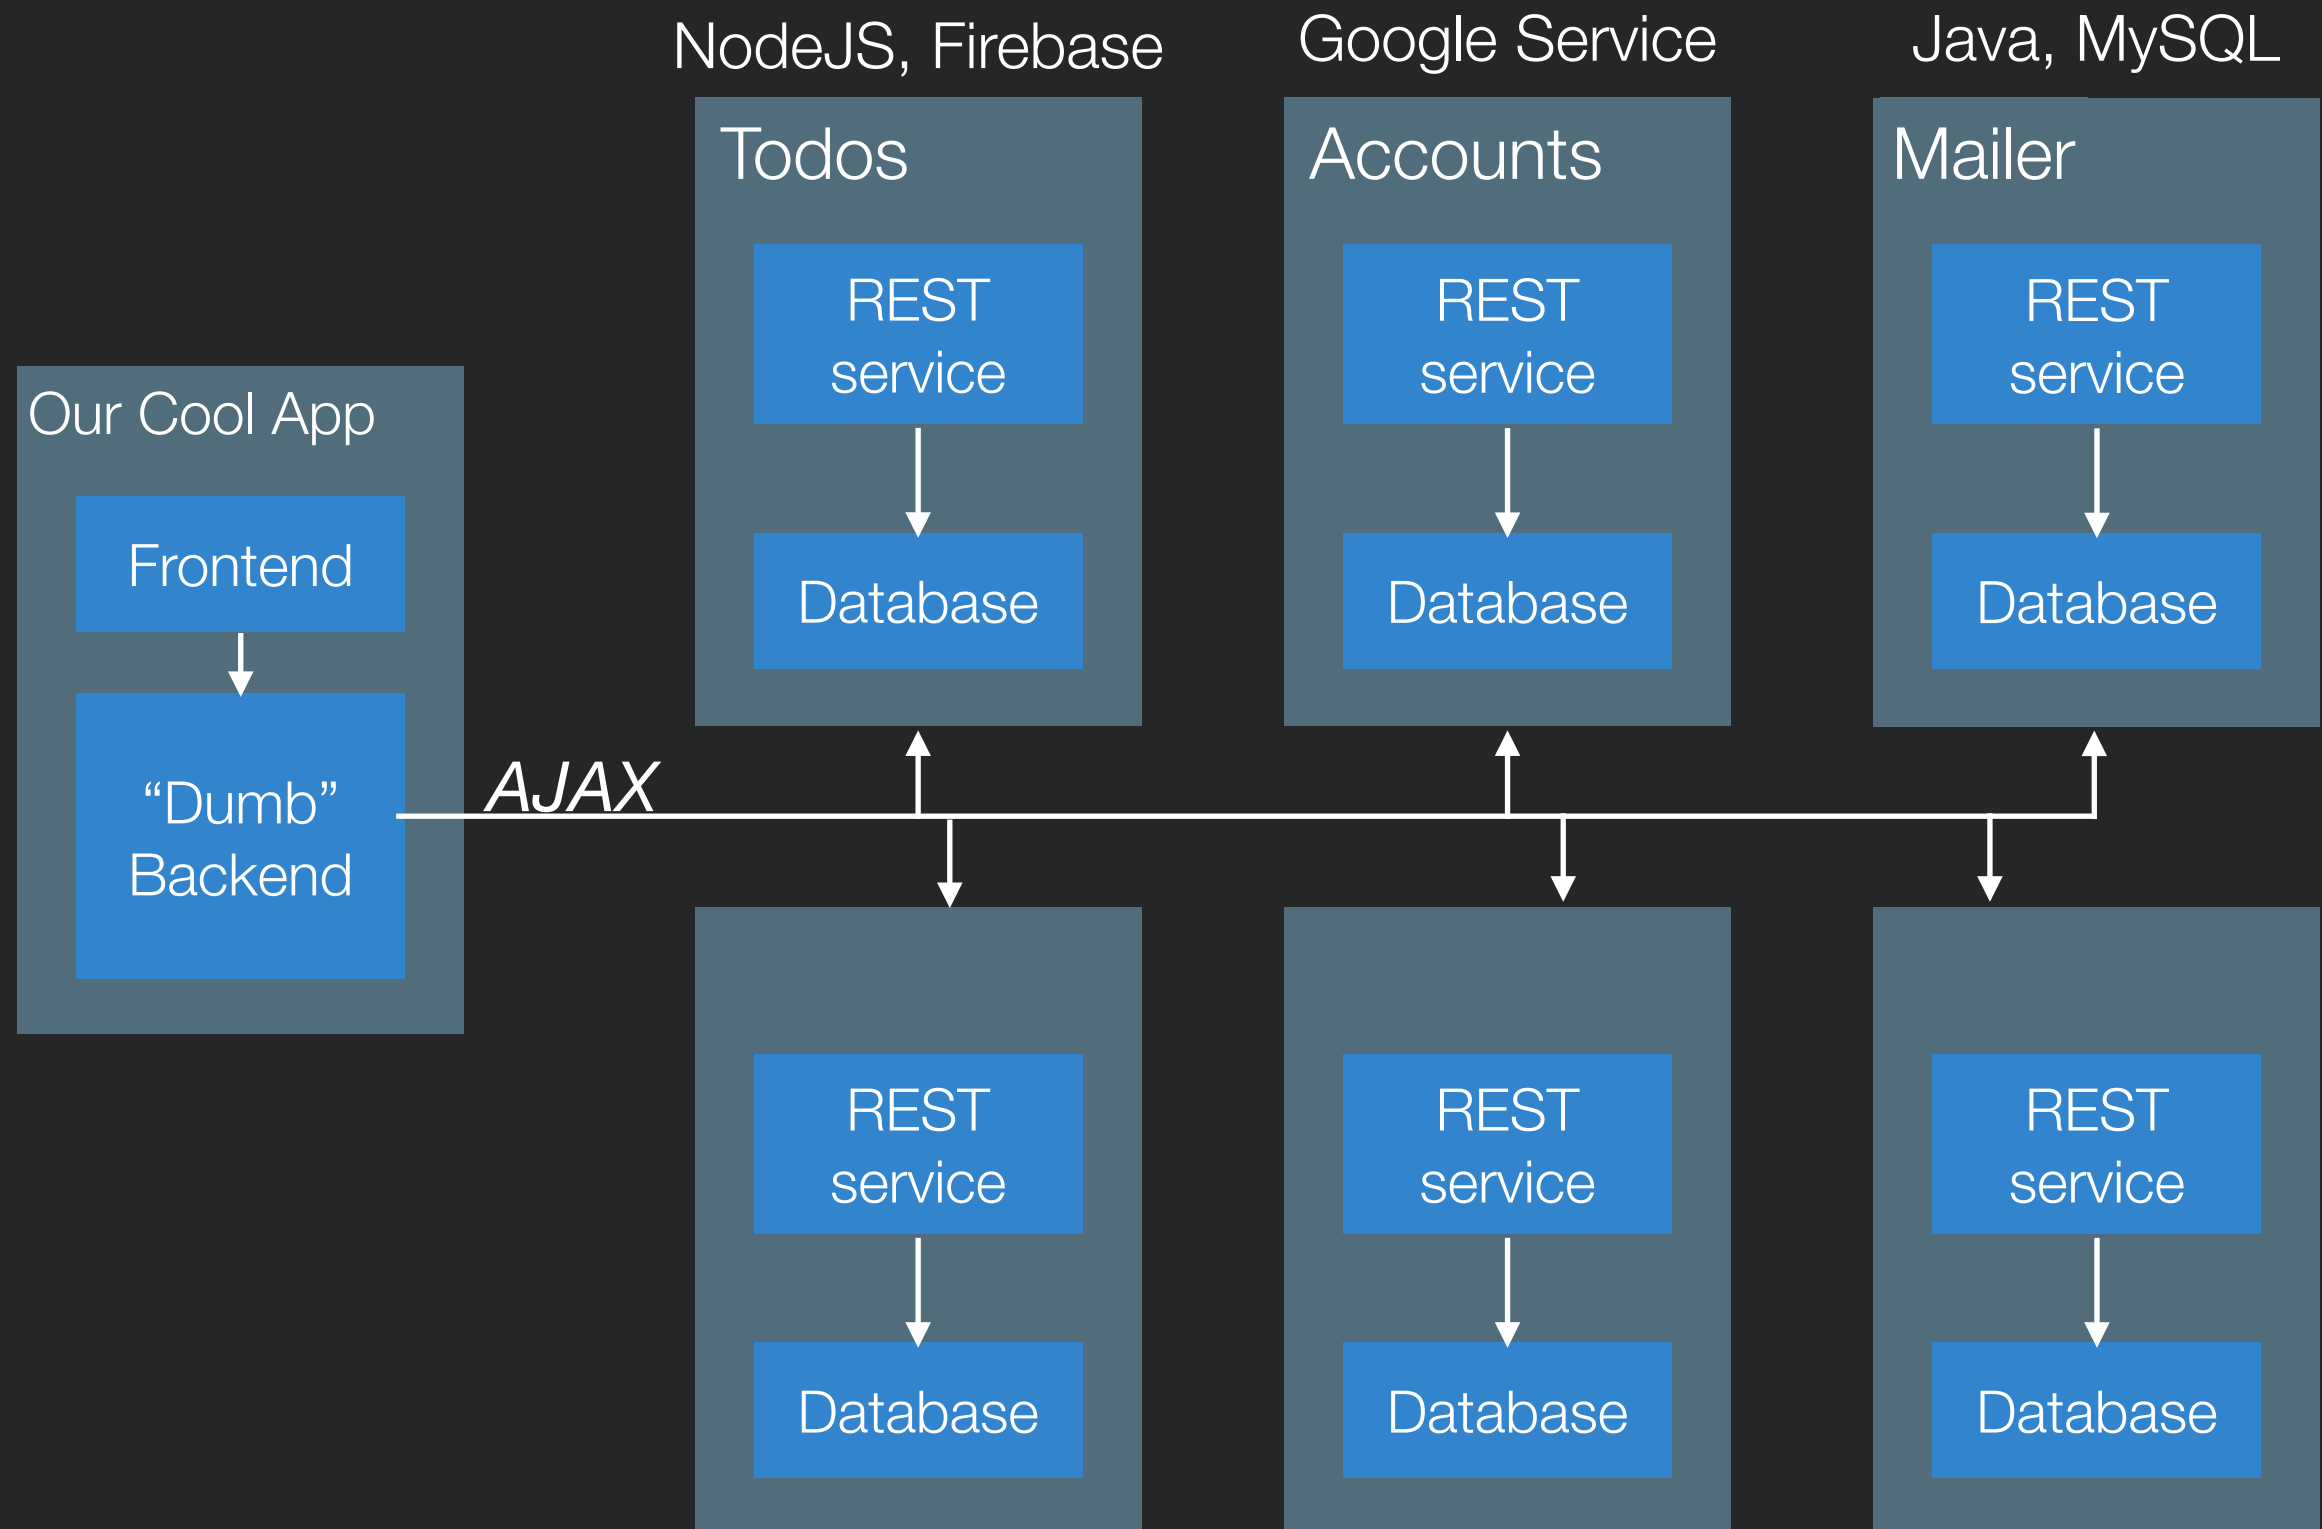 NodeJS, Firebase
Google Service
Java, MySQL
Todos
Accounts
Mailer
REST
service
REST
service
REST
service
Database
Database
Database
Our Cool App
Frontend
“Dumb”
Backend
AJAX
REST
service
REST
service
REST
service
Database
Database
Database